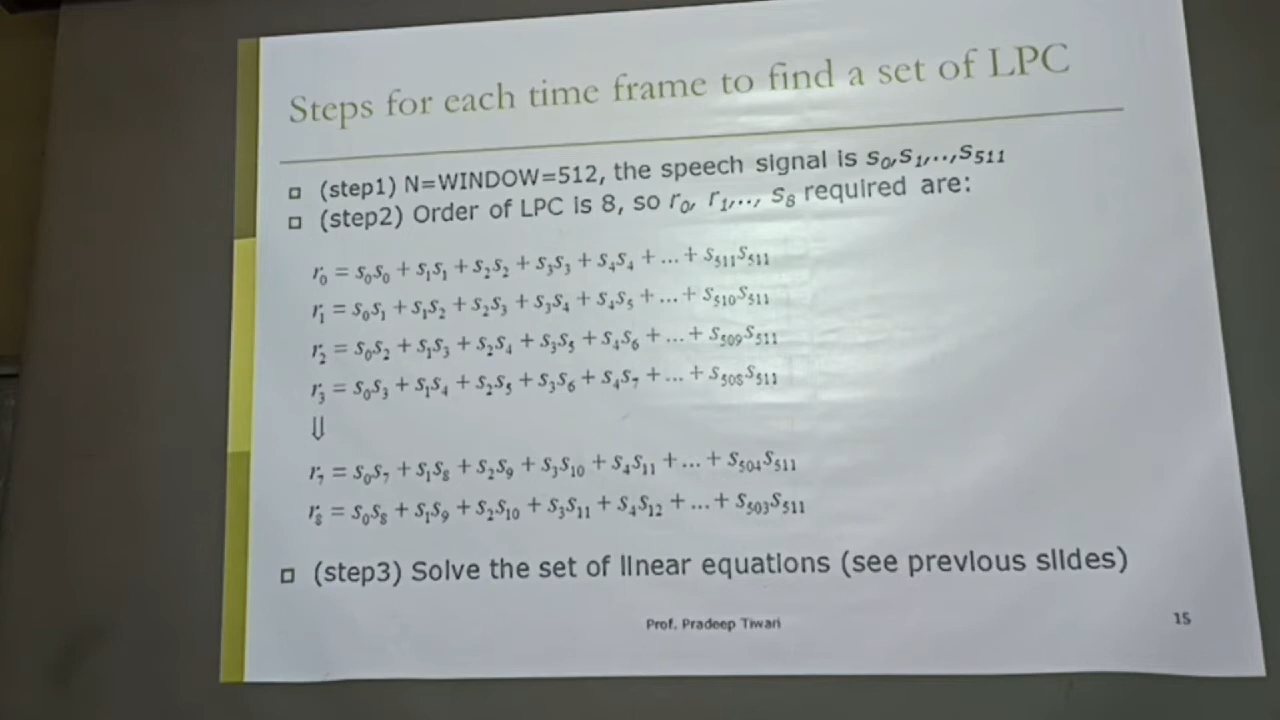 Steps for each time frame to find a set of LPC
(step1) N=WINDOW=512, the speech signal is s₀,s₁,..,s₅₁₁
(step2) Order of LPC is 8, so r₀, r₁,.., s₈ required are:
r₀ = s₀s₀ + s₁s₁ + s₂s₂ + s₃s₃ + s₄s₄ + ... + s₅₁₁s₅₁₁
r₁ = s₀s₁ + s₁s₂ + s₂s₃ + s₃s₄ + s₄s₅ + ... + s₅₁₀s₅₁₁
r₂ = s₀s₂ + s₁s₃ + s₂s₄ + s₃s₅ + s₄s₆ + ... + s₅₀₉s₅₁₁
r₃ = s₀s₃ + s₁s₄ + s₂s₅ + s₃s₆ + s₄s₇ + ... + s₅₀₈s₅₁₁
⇓
r₇ = s₀s₇ + s₁s₈ + s₂s₉ + s₃s₁₀ + s₄s₁₁ + ... + s₅₀₄s₅₁₁
r₈ = s₀s₈ + s₁s₉ + s₂s₁₀ + s₃s₁₁ + s₄s₁₂ + ... + s₅₀₃s₅₁₁
(step3) Solve the set of linear equations (see previous slides)
Prof. Pradeep Tiwari
15